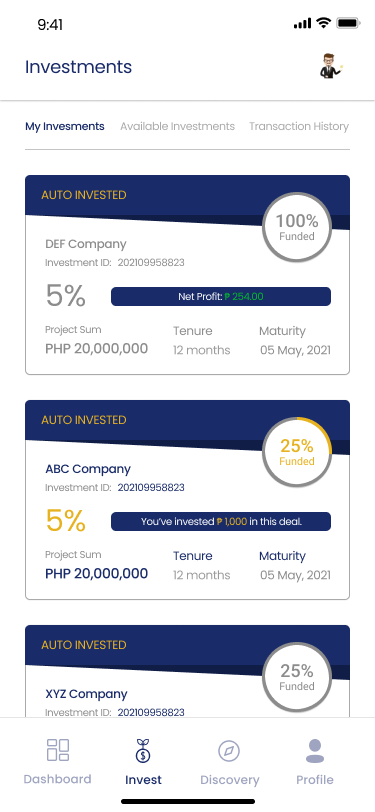 9:41
Investments
My Invesments Available Investments Transaction History
AUTO INVESTED
100%
Funded
DEF Company
Investment ID: 202109958823
5%
Net Profit: ₱ 254.00
Project Sum Tenure Maturity
PHP 20,000,000 12 months 05 May, 2021
AUTO INVESTED
25%
Funded
ABC Company
Investment ID: 202109958823
5%
You've invested ₱ 1,000 in this deal.
Project Sum Tenure Maturity
PHP 20,000,000 12 months 05 May, 2021
AUTO INVESTED
25%
Funded
XYZ Company
Investment ID: 202109958823
Dashboard Invest Discovery Profile